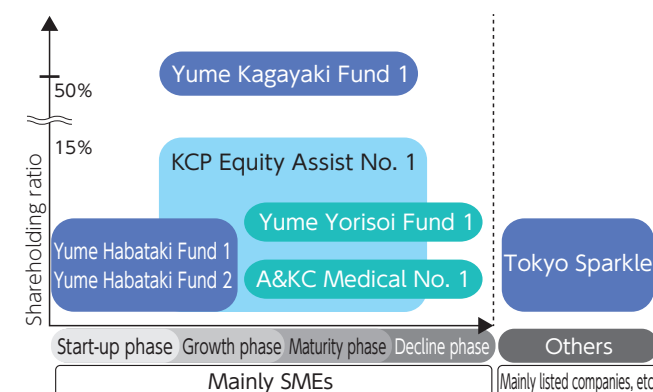 Yume Kagayaki Fund 1
50%
15%
KCP Equity Assist No. 1
Shareholding ratio
Yume Yorisoi Fund 1
Yume Habataki Fund 1
Yume Habataki Fund 2
A&KC Medical No. 1
Tokyo Sparkle
Start-up phase Growth phase Maturity phase Decline phase Others
Mainly SMEs
Mainly listed companies, etc